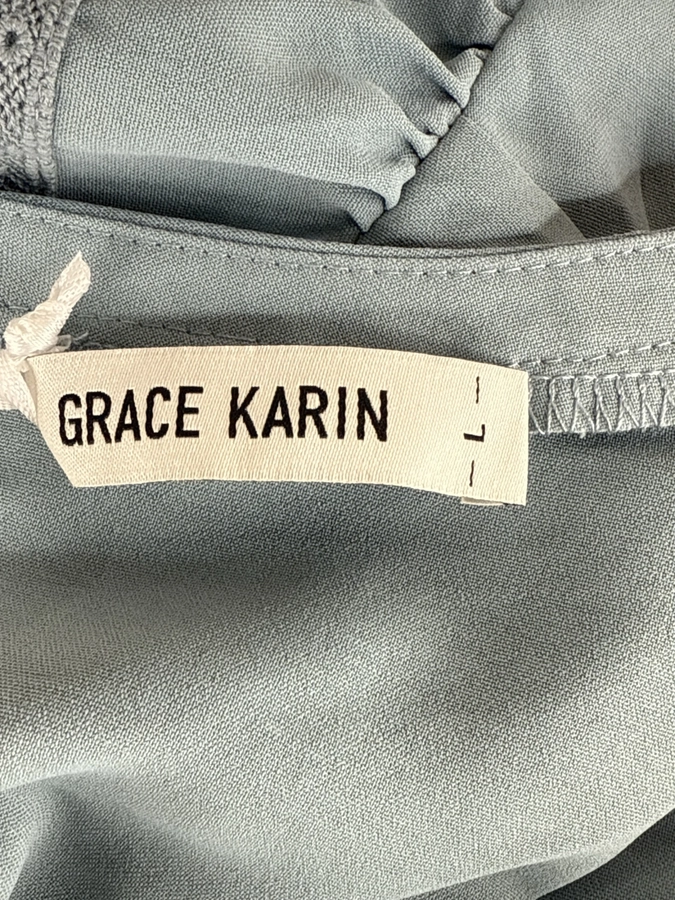 GRACE KARIN
— L —